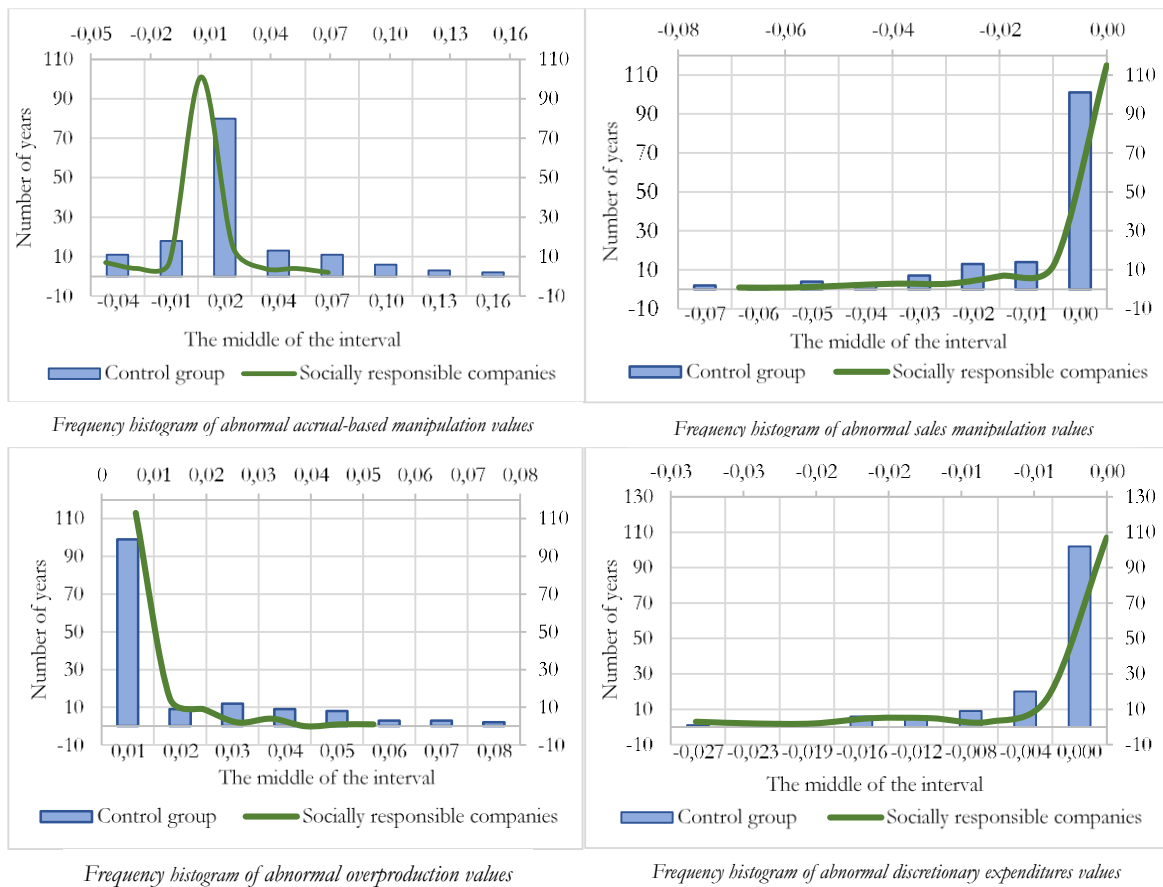 -0,05 -0,02 0,01 0,04 0,07 0,10 0,13 0,16
110 110
90 90
70 70
50 50
30 30
10 10
-10 -10
Number of years
-0,04 -0,01 0,02 0,04 0,07 0,10 0,13 0,16
The middle of the interval
Control group Socially responsible companies
Frequency histogram of abnormal accrual-based manipulation values
-0,08 -0,06 -0,04 -0,02 0,00
110 110
90 90
70 70
50 50
30 30
10 10
-10 -10
Number of years
-0,07 -0,06 -0,05 -0,04 -0,03 -0,02 -0,01 0,00
The middle of the interval
Control group Socially responsible companies
Frequency histogram of abnormal sales manipulation values
0 0,01 0,02 0,03 0,04 0,05 0,06 0,07 0,08
110 110
90 90
70 70
50 50
30 30
10 10
-10 -10
Number of years
0,01 0,02 0,03 0,04 0,05 0,06 0,07 0,08
The middle of the interval
Control group Socially responsible companies
Frequency histogram of abnormal overproduction values
-0,03 -0,03 -0,02 -0,02 -0,01 -0,01 0,00
130 130
110 110
90 90
70 70
50 50
30 30
10 10
-10 -10
Number of years
-0,027 -0,023 -0,019 -0,016 -0,012 -0,008 -0,004 0,000
The middle of the interval
Control group Socially responsible companies
Frequency histogram of abnormal discretionary expenditures values